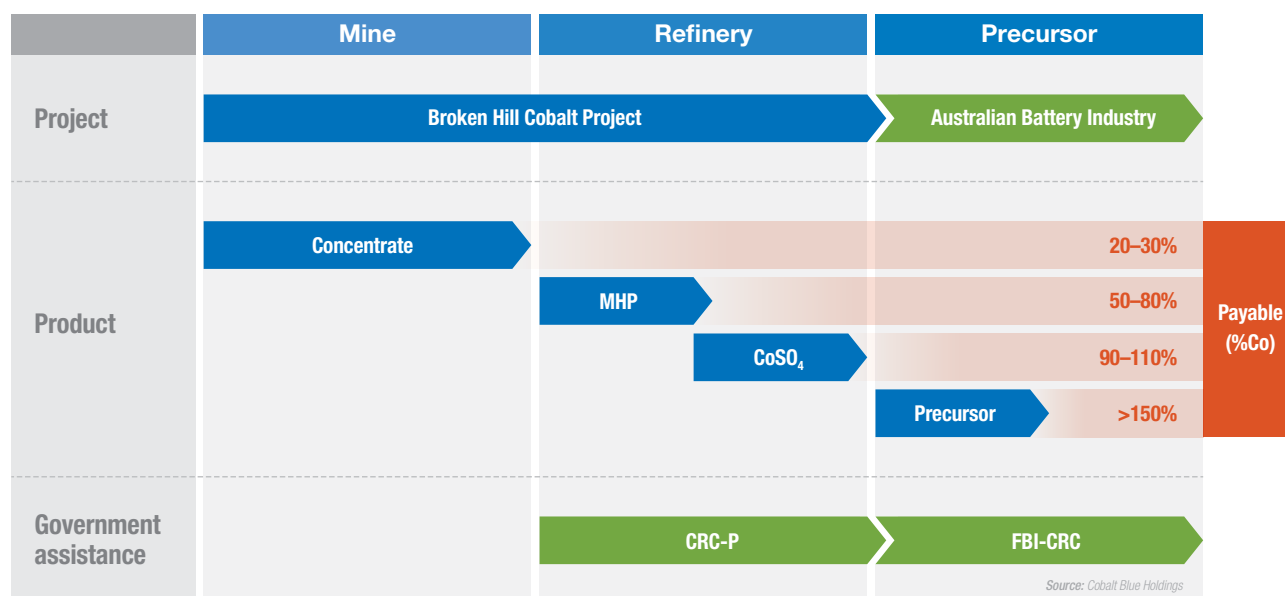 Mine
Refinery
Precursor
Project
Broken Hill Cobalt Project
Australian Battery Industry
Product
Concentrate
20–30%
MHP
50–80%
CoSO₄
90–110%
Precursor
>150%
Payable
(%Co)
Government
assistance
CRC-P
FBI-CRC
Source: Cobalt Blue Holdings